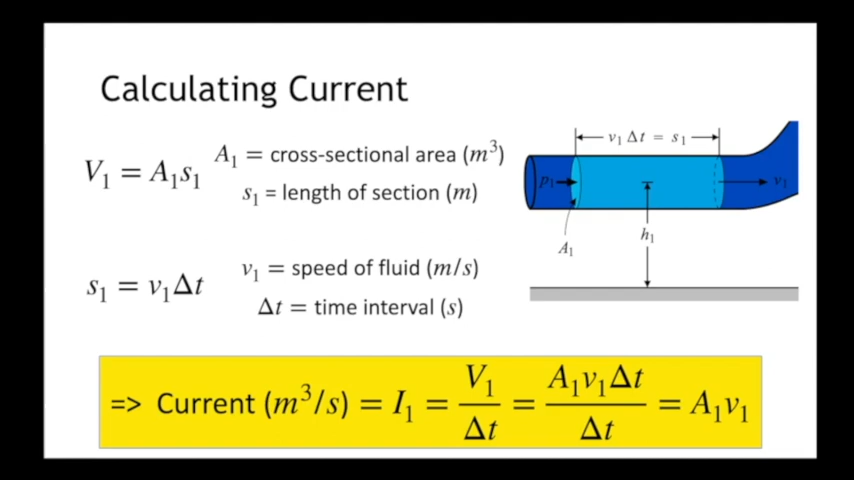 Calculating Current
V₁ = A₁s₁
A₁ = cross-sectional area (m³)
s₁ = length of section (m)
s₁ = v₁Δt
v₁ = speed of fluid (m/s)
Δt = time interval (s)
v₁ Δt = s₁
p₁
v₁
A₁
h₁
=> Current (m³/s) = I₁ = V₁/Δt = A₁v₁Δt/Δt = A₁v₁